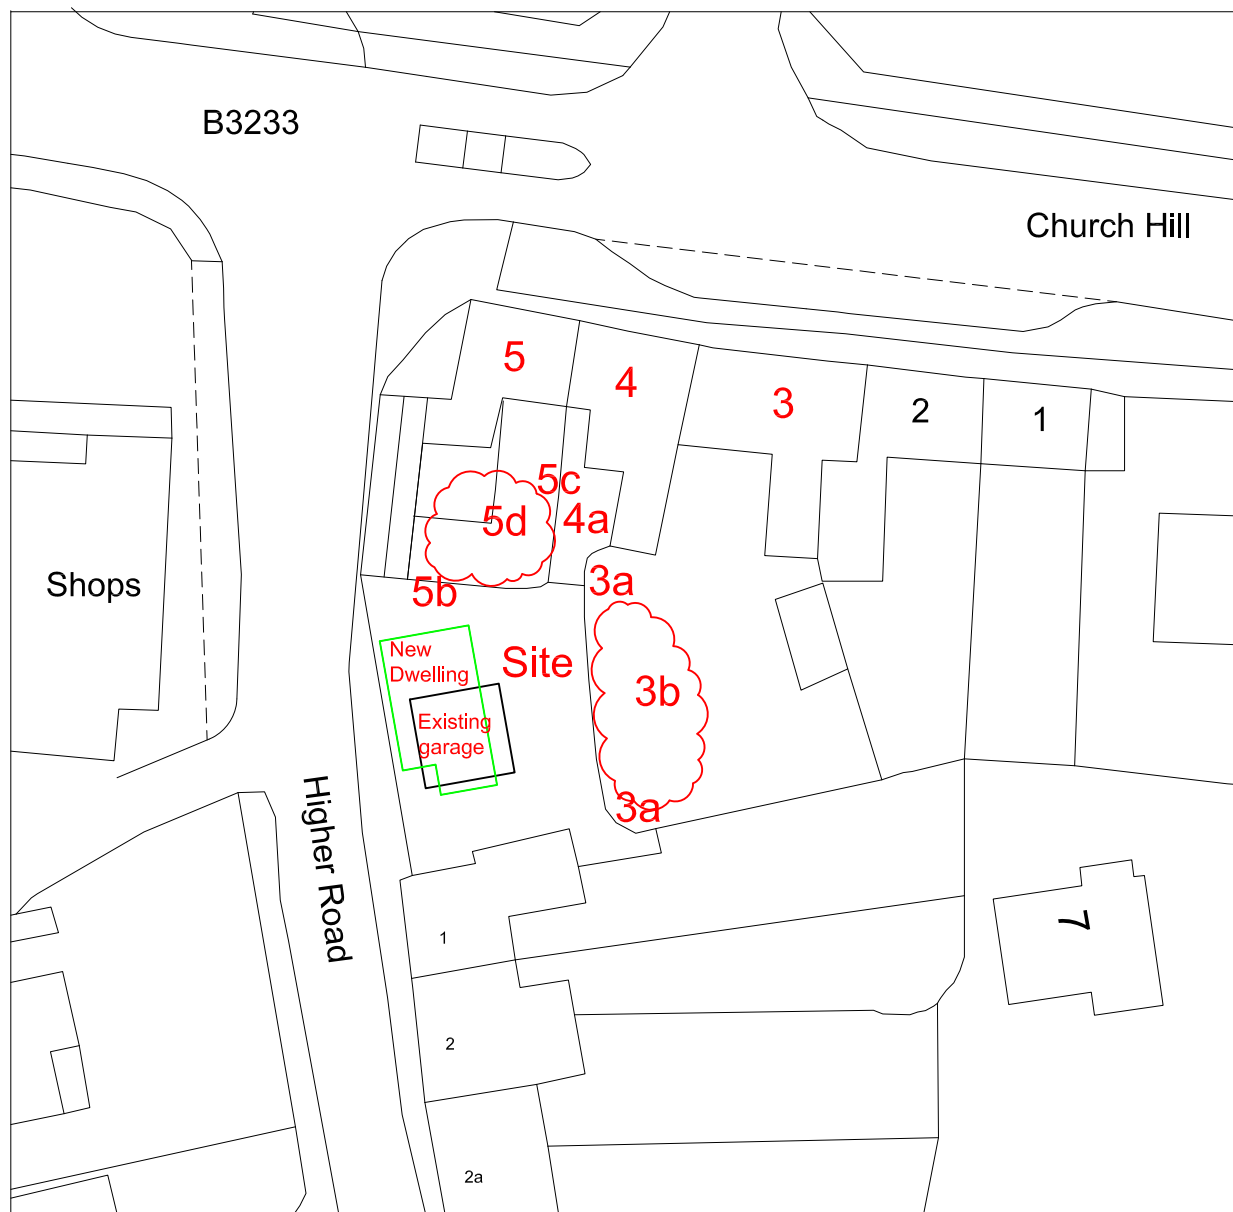 B3233
Church Hill
5
4
3
2
1
5c
5d
4a
Shops
5b
3a
New
Dwelling
Site
3b
Existing
garage
3a
Higher Road
1
7
2
2a